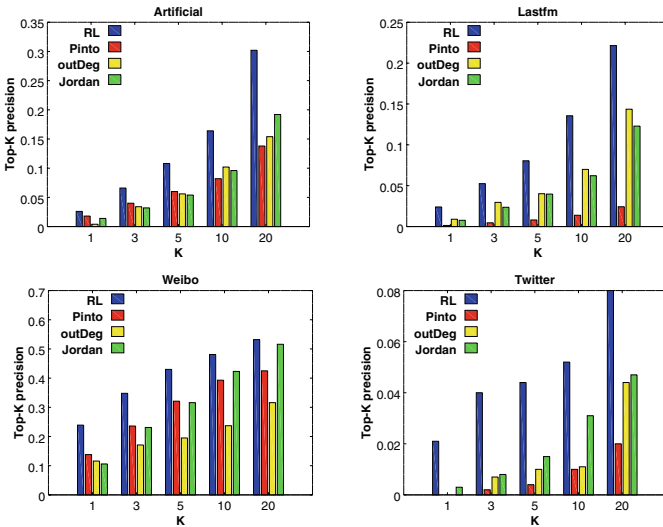 Artificial
Top-K precision
0.35
0.3
0.25
0.2
0.15
0.1
0.05
0
RL
Pinto
outDeg
Jordan
1 3 5 10 20
K
Lastfm
Top-K precision
0.25
0.2
0.15
0.1
0.05
0
RL
Pinto
outDeg
Jordan
1 3 5 10 20
K
Weibo
Top-K precision
0.7
0.6
0.5
0.4
0.3
0.2
0.1
0
RL
Pinto
outDeg
Jordan
1 3 5 10 20
K
Twitter
Top-K precision
0.08
0.06
0.04
0.02
0
RL
Pinto
outDeg
Jordan
1 3 5 10 20
K